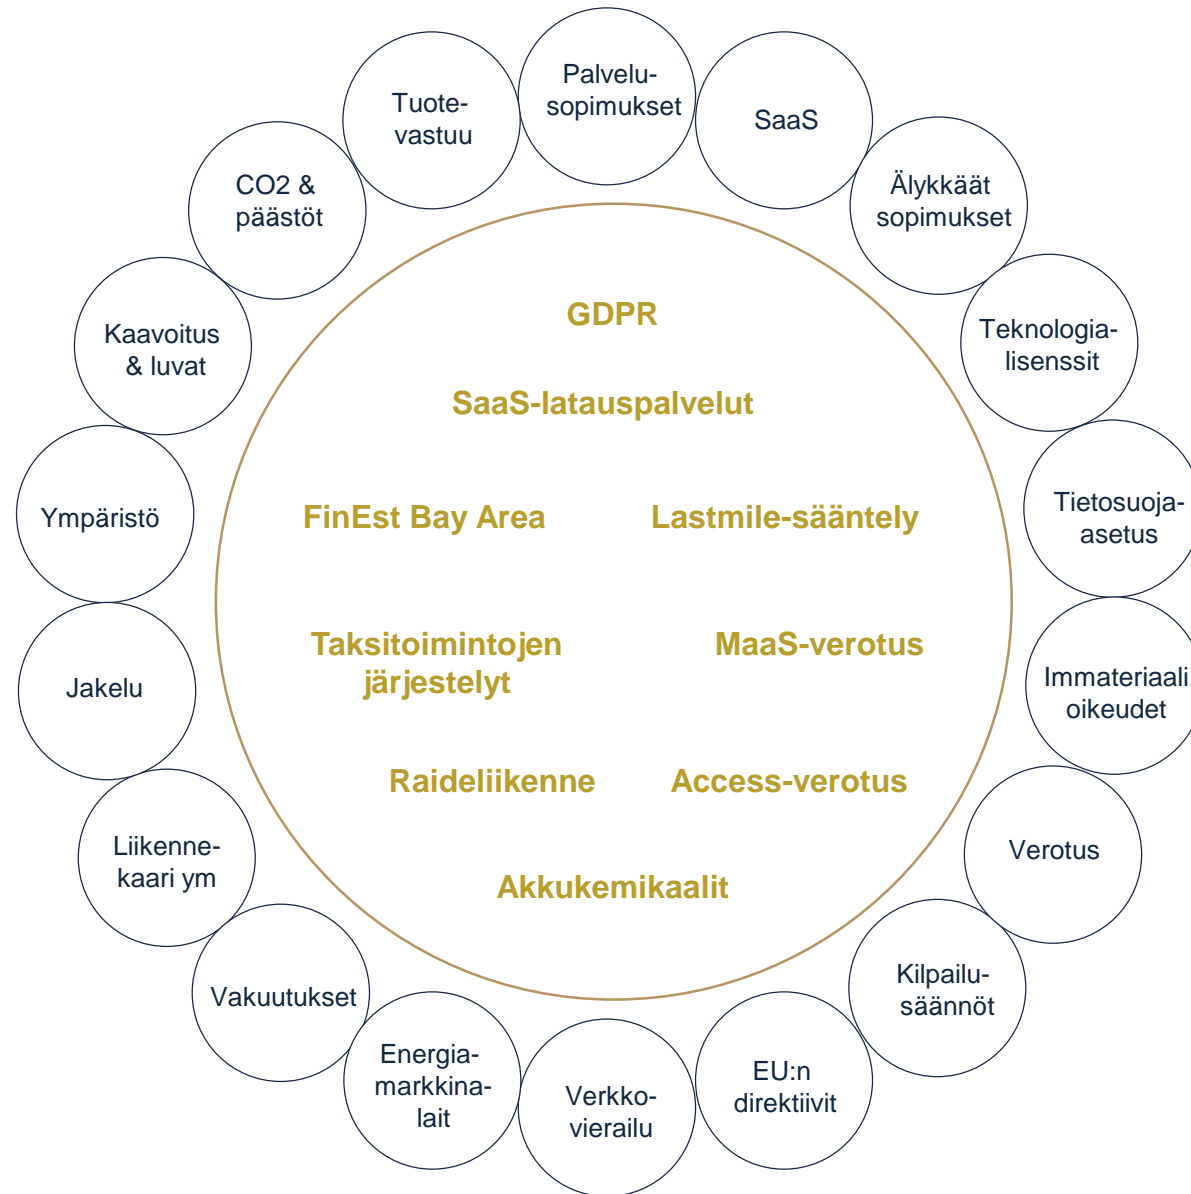 Palvelu-
sopimukset
SaaS
Älykkäät
sopimukset
Teknologia-
lisenssit
Tietosuoja-
asetus
Immateriaali
oikeudet
Verotus
Kilpailu-
säännöt
EU:n
direktiivit
Verkko-
vierailu
Energia-
markkina-
lait
Vakuutukset
Liikenne-
kaari ym
Jakelu
Ympäristö
Kaavoitus
& luvat
CO2 &
päästöt
Tuote-
vastuu
GDPR
SaaS-latauspalvelut
FinEst Bay Area
Lastmile-sääntely
Taksitoimintojen
järjestelyt
MaaS-verotus
Raideliikenne
Access-verotus
Akkukemikaalit